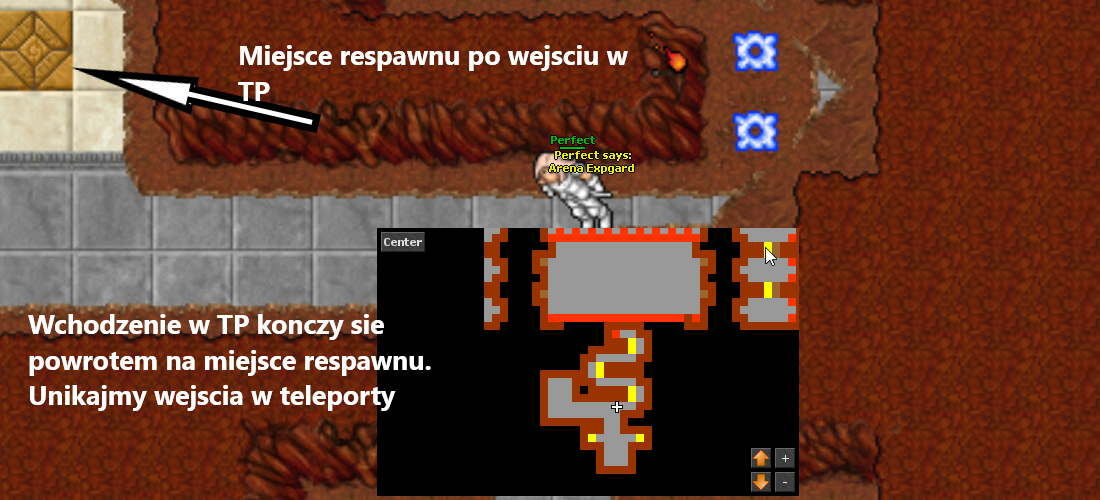 Miejsce respawnu po wejsciu w
TP
Perfect
Perfect says:
Arena Expgard
Center
Wchodzenie w TP konczy sie
powrotem na miejsce respawnu.
Unikajmy wejscia w teleporty
+
-